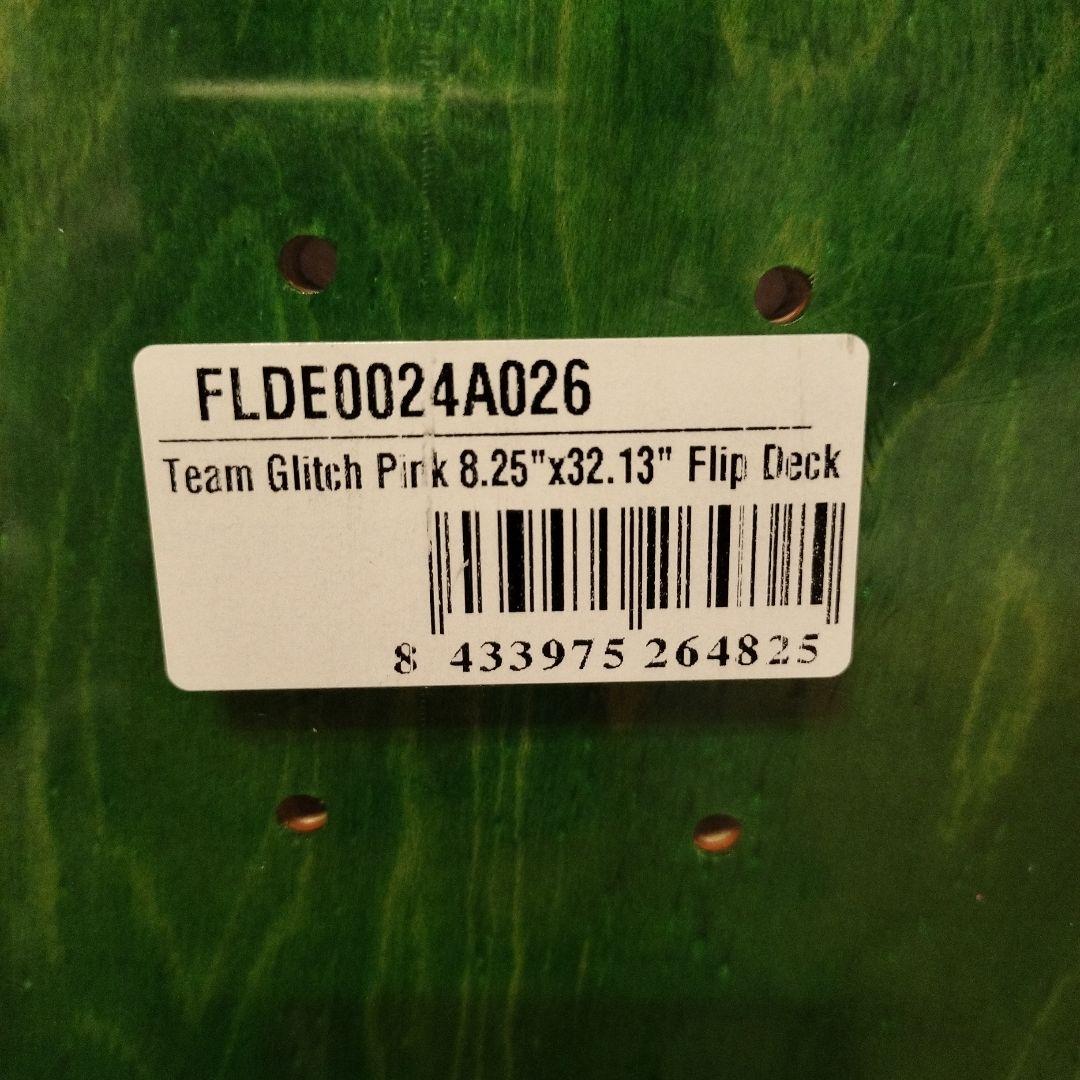 FLDE0024A026
Team Glitch Pink 8.25"x32.13" Flip Deck
8 433975 264825